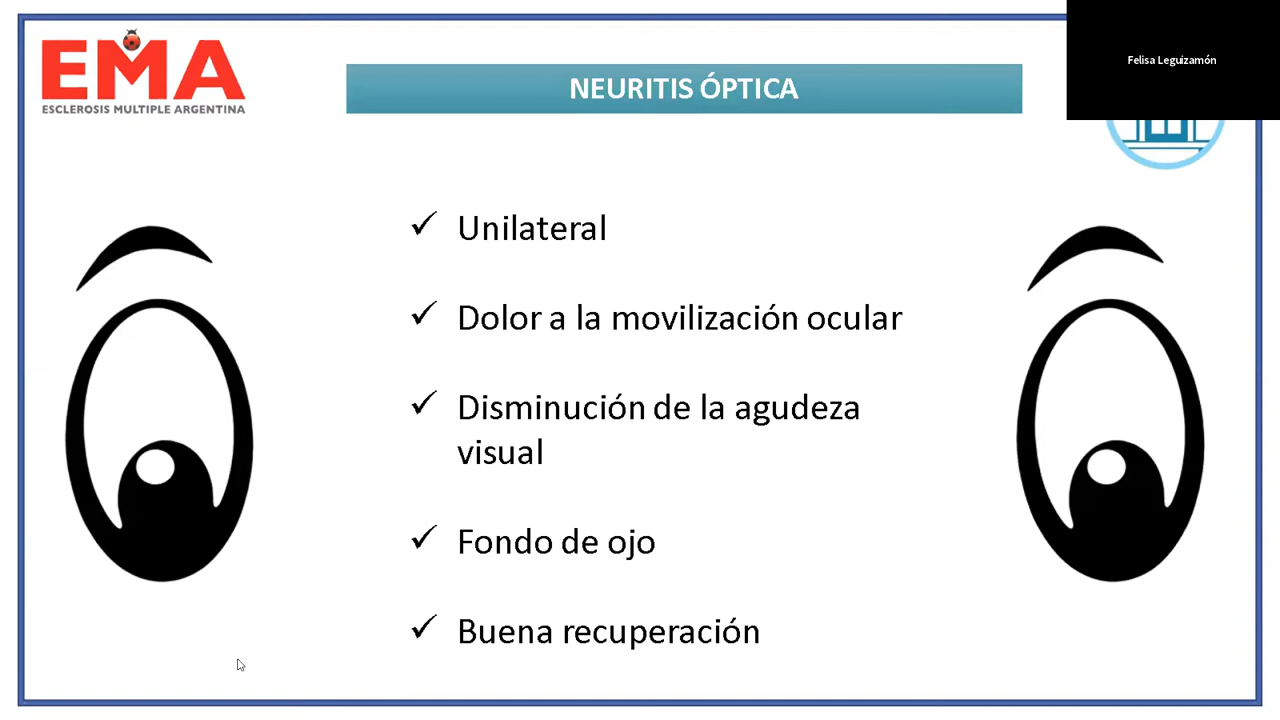 EMA
ESCLEROSIS MULTIPLE ARGENTINA
NEURITIS ÓPTICA
Felisa Leguizamón
✓ Unilateral
✓ Dolor a la movilización ocular
✓ Disminución de la agudeza
visual
✓ Fondo de ojo
✓ Buena recuperación